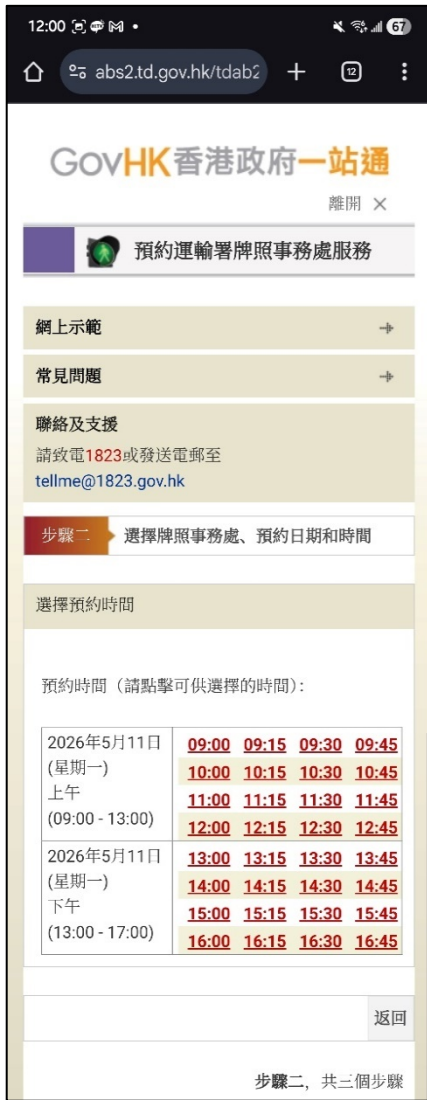 12:00
67
abs2.td.gov.hk/tdab2
12
GovHK香港政府一站通
離開 ×
預約運輸署牌照事務處服務
網上示範
常見問題
聯絡及支援
請致電1823或發送電郵至
tellme@1823.gov.hk
步驟二 選擇牌照事務處、預約日期和時間
選擇預約時間
預約時間（請點擊可供選擇的時間）:
2026年5月11日
(星期一)
上午
(09:00 - 13:00)
09:00 09:15 09:30 09:45
10:00 10:15 10:30 10:45
11:00 11:15 11:30 11:45
12:00 12:15 12:30 12:45
2026年5月11日
(星期一)
下午
(13:00 - 17:00)
13:00 13:15 13:30 13:45
14:00 14:15 14:30 14:45
15:00 15:15 15:30 15:45
16:00 16:15 16:30 16:45
返回
步驟二，共三個步驟